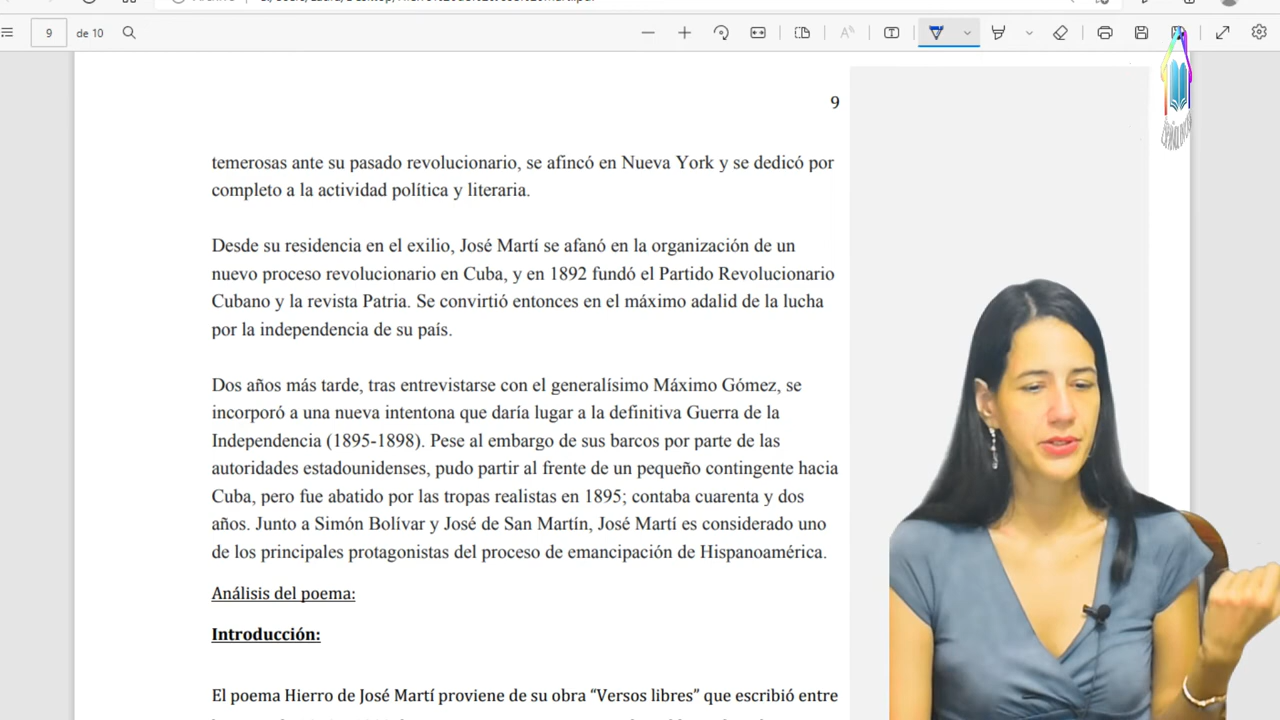 9
de 10
9
temerosas ante su pasado revolucionario, se afincó en Nueva York y se dedicó por
completo a la actividad política y literaria.
Desde su residencia en el exilio, José Martí se afanó en la organización de un
nuevo proceso revolucionario en Cuba, y en 1892 fundó el Partido Revolucionario
Cubano y la revista Patria. Se convirtió entonces en el máximo adalid de la lucha
por la independencia de su país.
Dos años más tarde, tras entrevistarse con el generalísimo Máximo Gómez, se
incorporó a una nueva intentona que daría lugar a la definitiva Guerra de la
Independencia (1895-1898). Pese al embargo de sus barcos por parte de las
autoridades estadounidenses, pudo partir al frente de un pequeño contingente hacia
Cuba, pero fue abatido por las tropas realistas en 1895; contaba cuarenta y dos
años. Junto a Simón Bolívar y José de San Martín, José Martí es considerado uno
de los principales protagonistas del proceso de emancipación de Hispanoamérica.
Análisis del poema:
Introducción:
El poema Hierro de José Martí proviene de su obra “Versos libres” que escribió entre